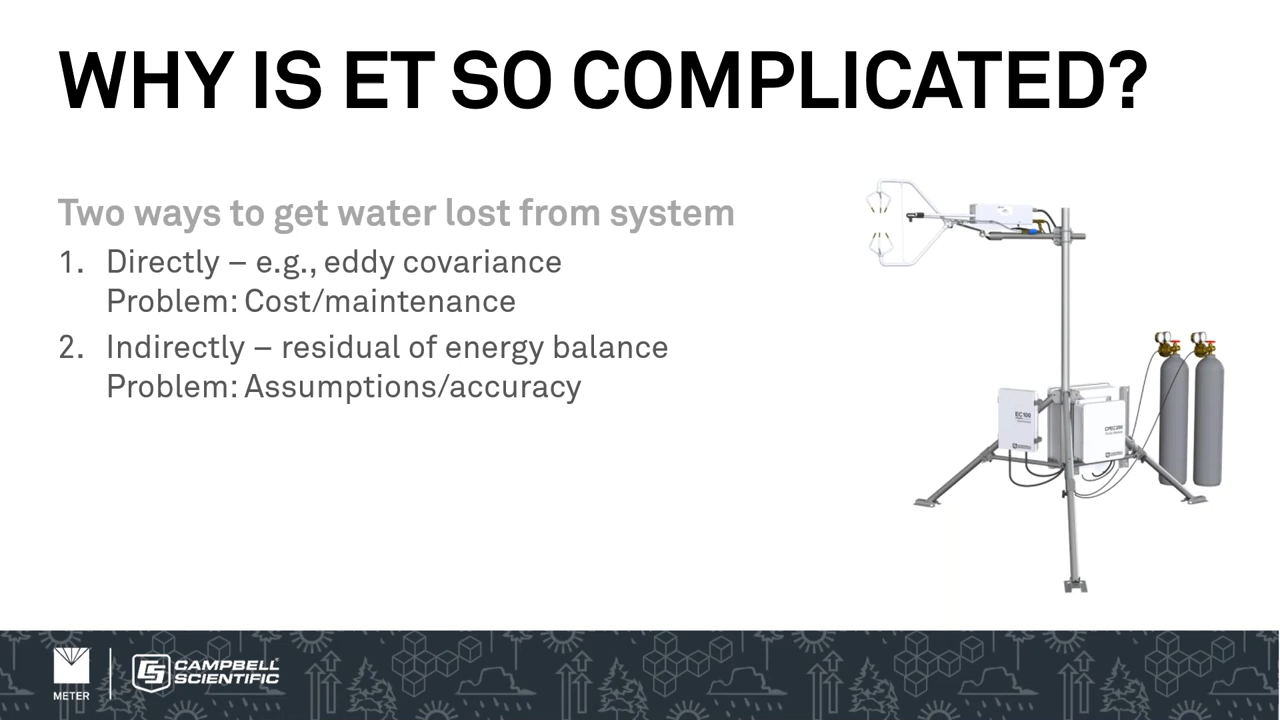 WHY IS ET SO COMPLICATED?
Two ways to get water lost from system
1. Directly – e.g., eddy covariance
Problem: Cost/maintenance
2. Indirectly – residual of energy balance
Problem: Assumptions/accuracy
EC100
CPEC200
METER
CAMPBELL
SCIENTIFIC